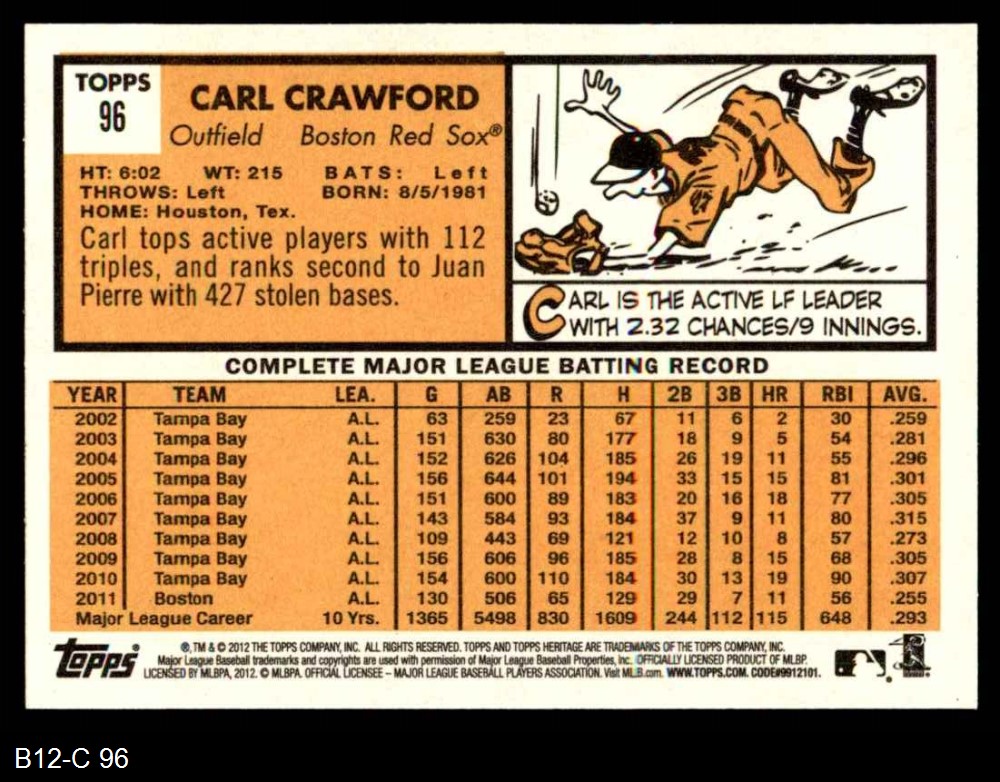 TOPPS
96
CARL CRAWFORD
Outfield Boston Red Sox®
HT: 6:02 WT: 215 BATS: Left
THROWS: Left BORN: 8/5/1981
HOME: Houston, Tex.
Carl tops active players with 112
triples, and ranks second to Juan
Pierre with 427 stolen bases.
CARL IS THE ACTIVE LF LEADER
WITH 2.32 CHANCES/9 INNINGS.
COMPLETE MAJOR LEAGUE BATTING RECORD
YEAR TEAM LEA. G AB R H 2B 3B HR RBI AVG.
2002 Tampa Bay A.L. 63 259 23 67 11 6 2 30 .259
2003 Tampa Bay A.L. 151 630 80 177 18 9 5 54 .281
2004 Tampa Bay A.L. 152 626 104 185 26 19 11 55 .296
2005 Tampa Bay A.L. 156 644 101 194 33 15 15 81 .301
2006 Tampa Bay A.L. 151 600 89 183 20 16 18 77 .305
2007 Tampa Bay A.L. 143 584 93 184 37 9 11 80 .315
2008 Tampa Bay A.L. 109 443 69 121 12 10 8 57 .273
2009 Tampa Bay A.L. 156 606 96 185 28 8 15 68 .305
2010 Tampa Bay A.L. 154 600 110 184 30 13 19 90 .307
2011 Boston A.L. 130 506 65 129 29 7 11 56 .255
Major League Career 10 Yrs. 1365 5498 830 1609 244 112 115 648 .293
topps®
®, TM & © 2012 THE TOPPS COMPANY, INC. ALL RIGHTS RESERVED. TOPPS AND TOPPS HERITAGE ARE TRADEMARKS OF THE TOPPS COMPANY, INC.
Major League Baseball trademarks and copyrights are used with permission of Major League Baseball Properties, Inc. OFFICIALLY LICENSED PRODUCT OF MLBP.
LICENSED BY MLBPA, 2012. © MLBPA. OFFICIAL LICENSEE – MAJOR LEAGUE BASEBALL PLAYERS ASSOCIATION. Visit MLB.com. WWW.TOPPS.COM. CODE#9912101.
B12-C 96